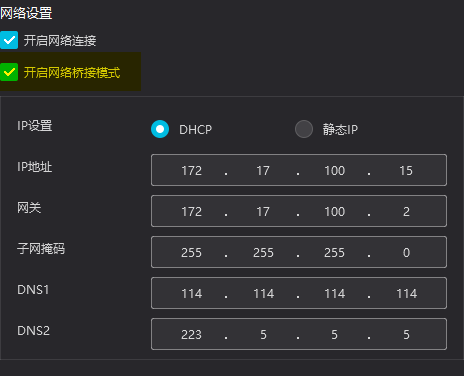 网络设置
开启网络连接
开启网络桥接模式
IP设置 DHCP 静态IP
IP地址 172 . 17 . 100 . 15
网关 172 . 17 . 100 . 2
子网掩码 255 . 255 . 255 . 0
DNS1 114 . 114 . 114 . 114
DNS2 223 . 5 . 5 . 5